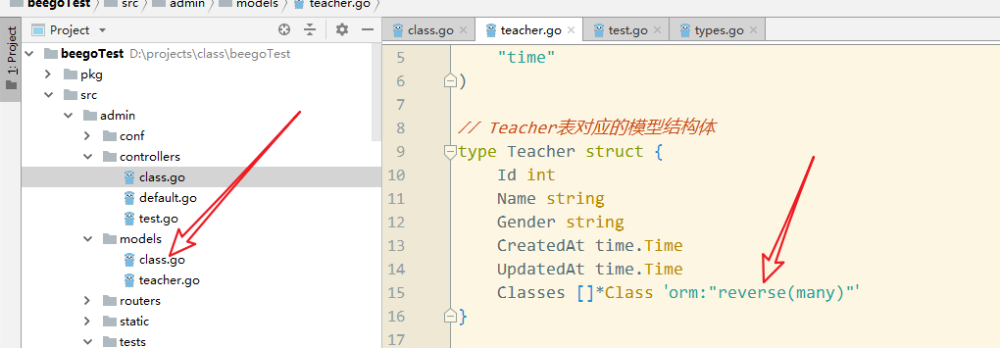 beegoTest src admin models teacher.go
1: Project
Project
beegoTest D:\projects\class\beegoTest
pkg
src
admin
conf
controllers
class.go
default.go
test.go
models
class.go
teacher.go
routers
static
tests
class.go teacher.go test.go types.go
5 "time"
6 )
7
8 // Teacher表对应的模型结构体
9 type Teacher struct {
10 Id int
11 Name string
12 Gender string
13 CreatedAt time.Time
14 UpdatedAt time.Time
15 Classes []*Class `orm:"reverse(many)"`
16 }
17